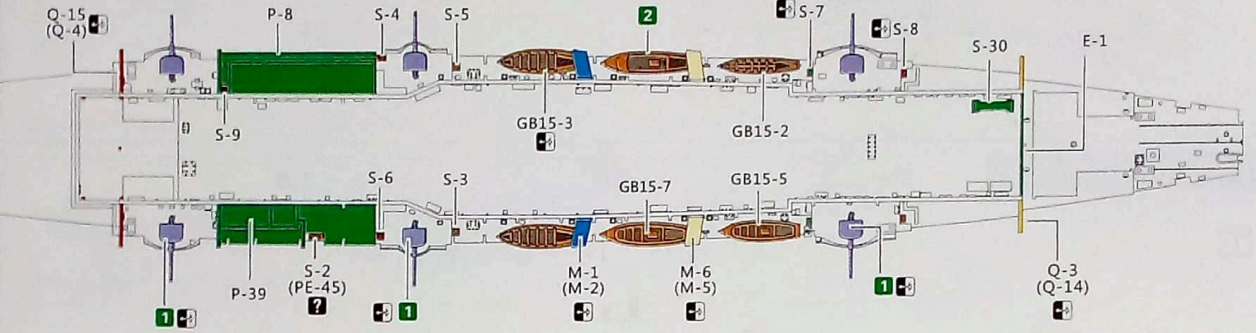 Q-15
(Q-4)
P-8
S-4
S-5
2
S-7
S-8
S-30
E-1
S-9
GB15-3
GB15-2
S-6
S-3
GB15-7
GB15-5
P-39
S-2
(PE-45)
?
M-1
(M-2)
M-6
(M-5)
Q-3
(Q-14)
1
1
1